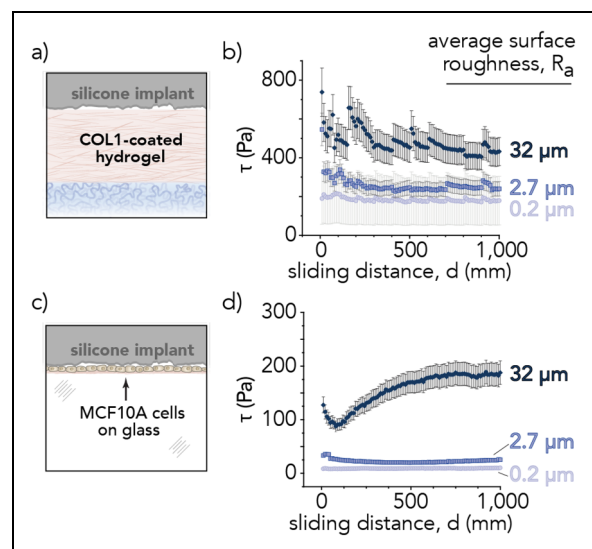 a)
silicone implant
COL1-coated
hydrogel
b)
average surface
roughness, Rₐ
800
400
0
τ (Pa)
32 μm
2.7 μm
0.2 μm
0
500
1,000
sliding distance, d (mm)
c)
silicone implant
MCF10A cells
on glass
d)
300
200
100
0
τ (Pa)
32 μm
2.7 μm
0.2 μm
0
500
1,000
sliding distance, d (mm)